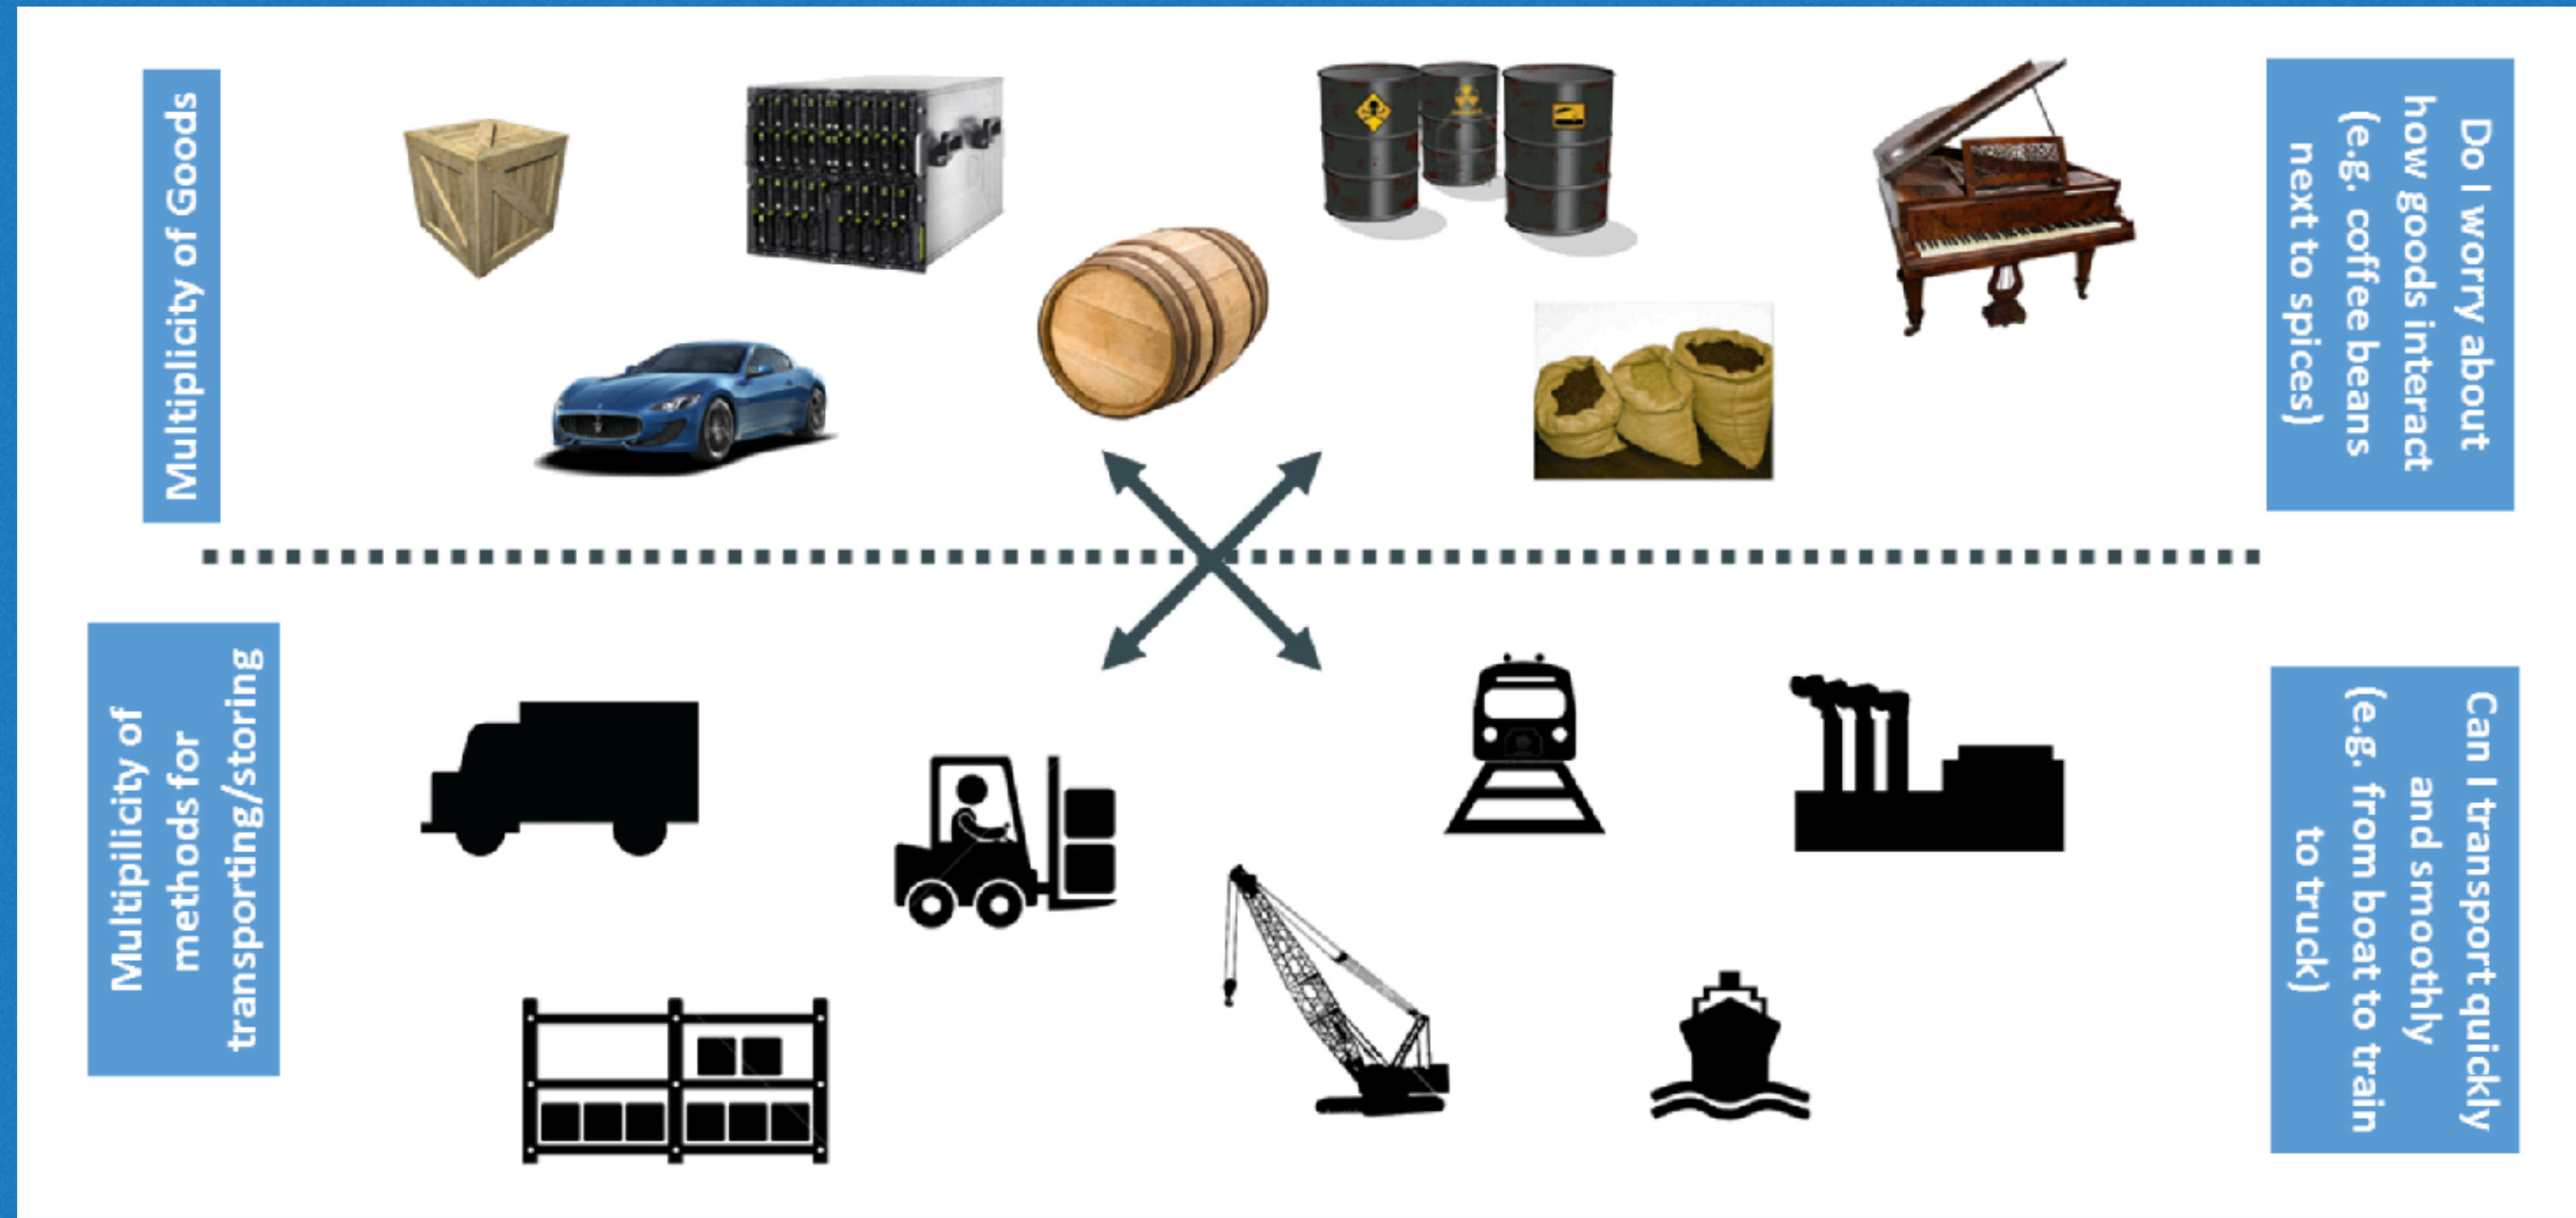 Multiplicity of Goods
Do I worry about
how goods interact
(e.g. coffee beans
next to spices)
Multipilicity of
methods for
transporting/storing
Can I transport quickly
and smoothly
(e.g. from boat to train
to truck)